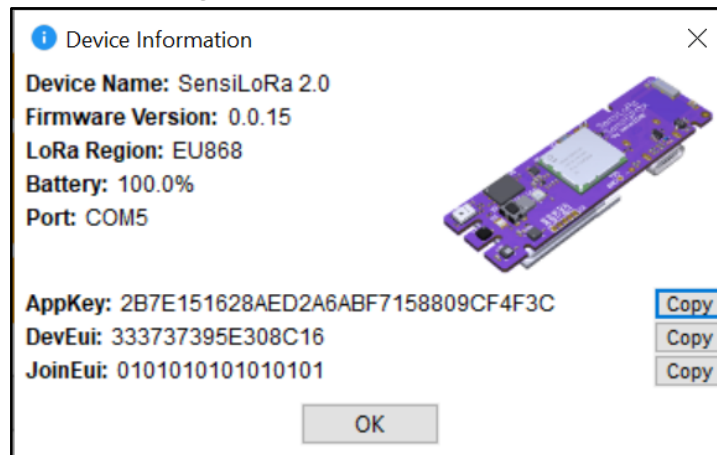 Device Information
Device Name: SensiLoRa 2.0
Firmware Version: 0.0.15
LoRa Region: EU868
Battery: 100.0%
Port: COM5
AppKey: 2B7E151628AED2A6ABF7158809CF4F3C Copy
DevEui: 333737395E308C16 Copy
JoinEui: 0101010101010101 Copy
OK